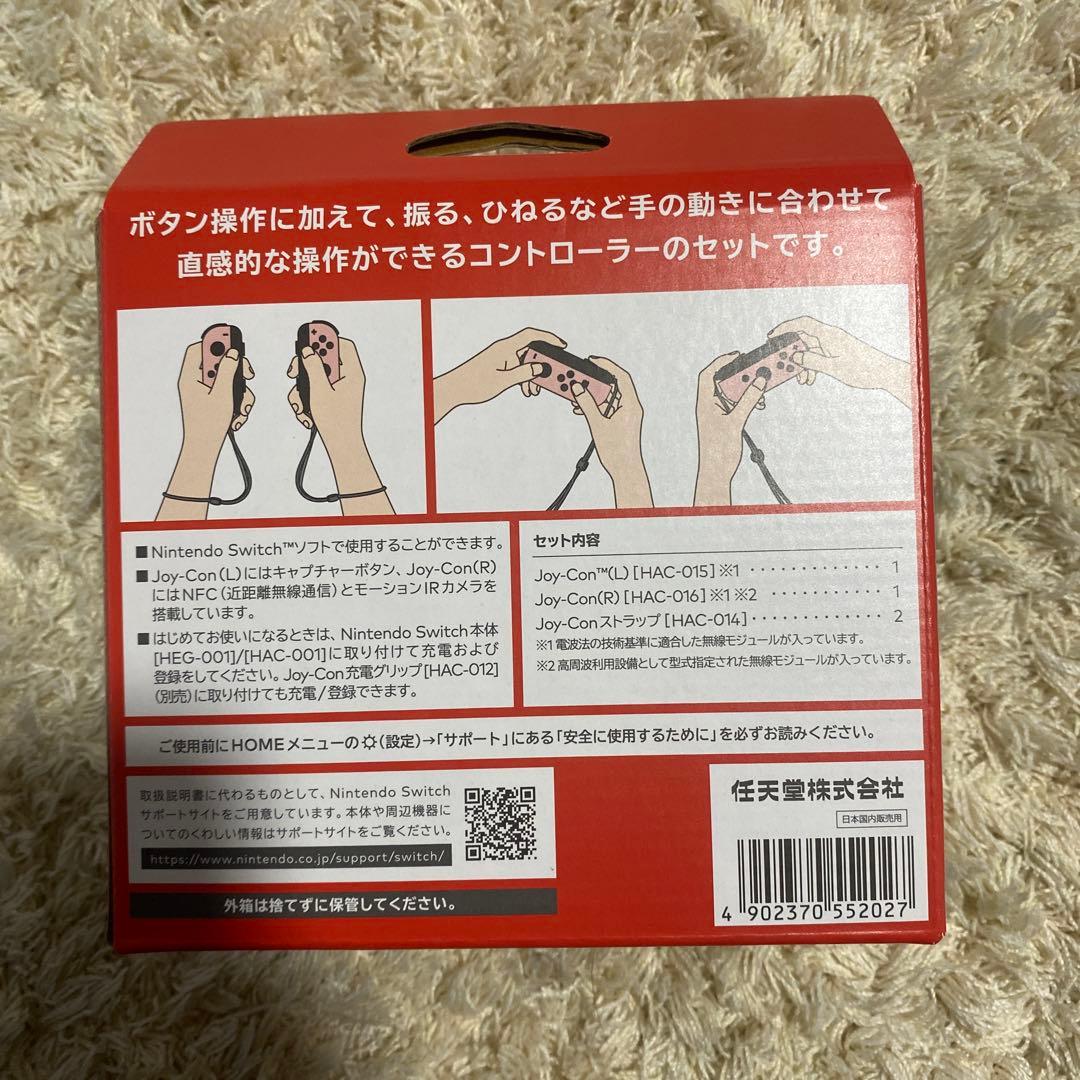 ボタン操作に加えて、振る、ひねるなど手の動きに合わせて
直感的な操作ができるコントローラーのセットです。
■Nintendo Switch™ソフトで使用することができます。
■Joy-Con(L)にはキャプチャーボタン、Joy-Con(R)
にはNFC(近距離無線通信)とモーションIRカメラを
搭載しています。
■はじめてお使いになるときは、Nintendo Switch本体
[HEG-001]/[HAC-001]に取り付けて充電および
登録をしてください。Joy-Con充電グリップ[HAC-012]
(別売)に取り付けても充電/登録できます。
セット内容
Joy-Con™(L)[HAC-015]※1 ・・・・・・・・・・・・ 1
Joy-Con(R)[HAC-016]※1 ※2 ・・・・・・・・・・ 1
Joy-Conストラップ[HAC-014]・・・・・・・・・・・・ 2
※1 電波法の技術基準に適合した無線モジュールが入っています。
※2 高周波利用設備として型式指定された無線モジュールが入っています。
ご使用前にHOMEメニューの(設定)→「サポート」にある「安全に使用するために」を必ずお読みください。
取扱説明書に代わるものとして、Nintendo Switch
サポートサイトをご用意しています。本体や周辺機器に
ついてのくわしい情報はサポートサイトをご覧ください。
https://www.nintendo.co.jp/support/switch/
外箱は捨てずに保管してください。
任天堂株式会社
日本国内販売用
4 902370 552027